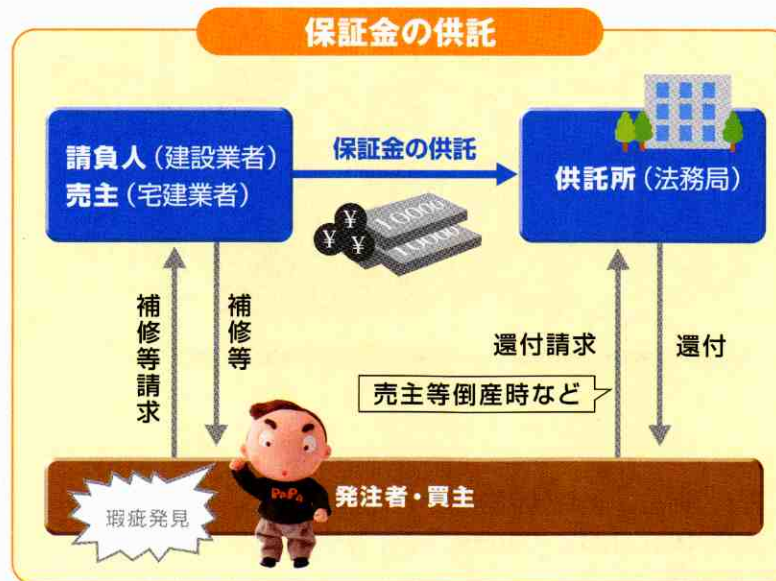 保証金の供託
請負人（建設業者）
売主（宅建業者）
保証金の供託
供託所（法務局）
¥
¥
¥
10000
10000
補修等請求
補修等
還付請求
還付
売主等倒産時など
発注者・買主
瑕疵発見
PaPa